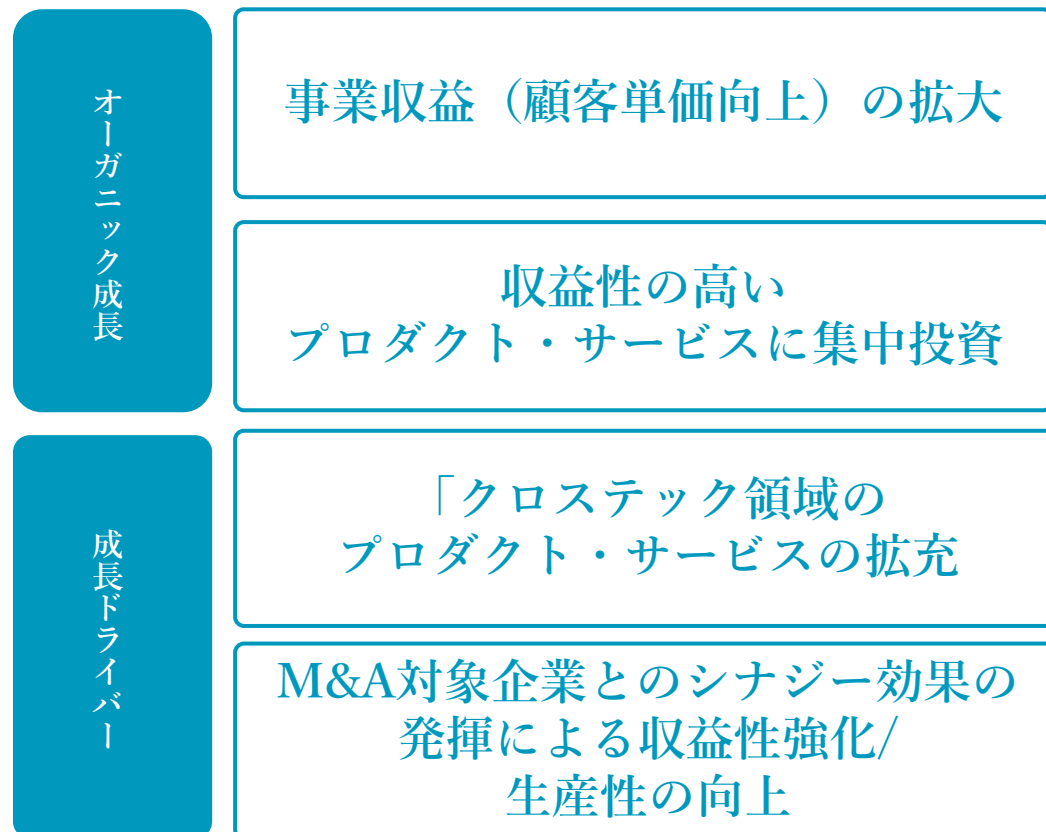 オーガニック成長
事業収益（顧客単価向上）の拡大
収益性の高い
プロダクト・サービスに集中投資
成長ドライバー
「クロステック領域の
プロダクト・サービスの拡充
M&A対象企業とのシナジー効果の
発揮による収益性強化/
生産性の向上